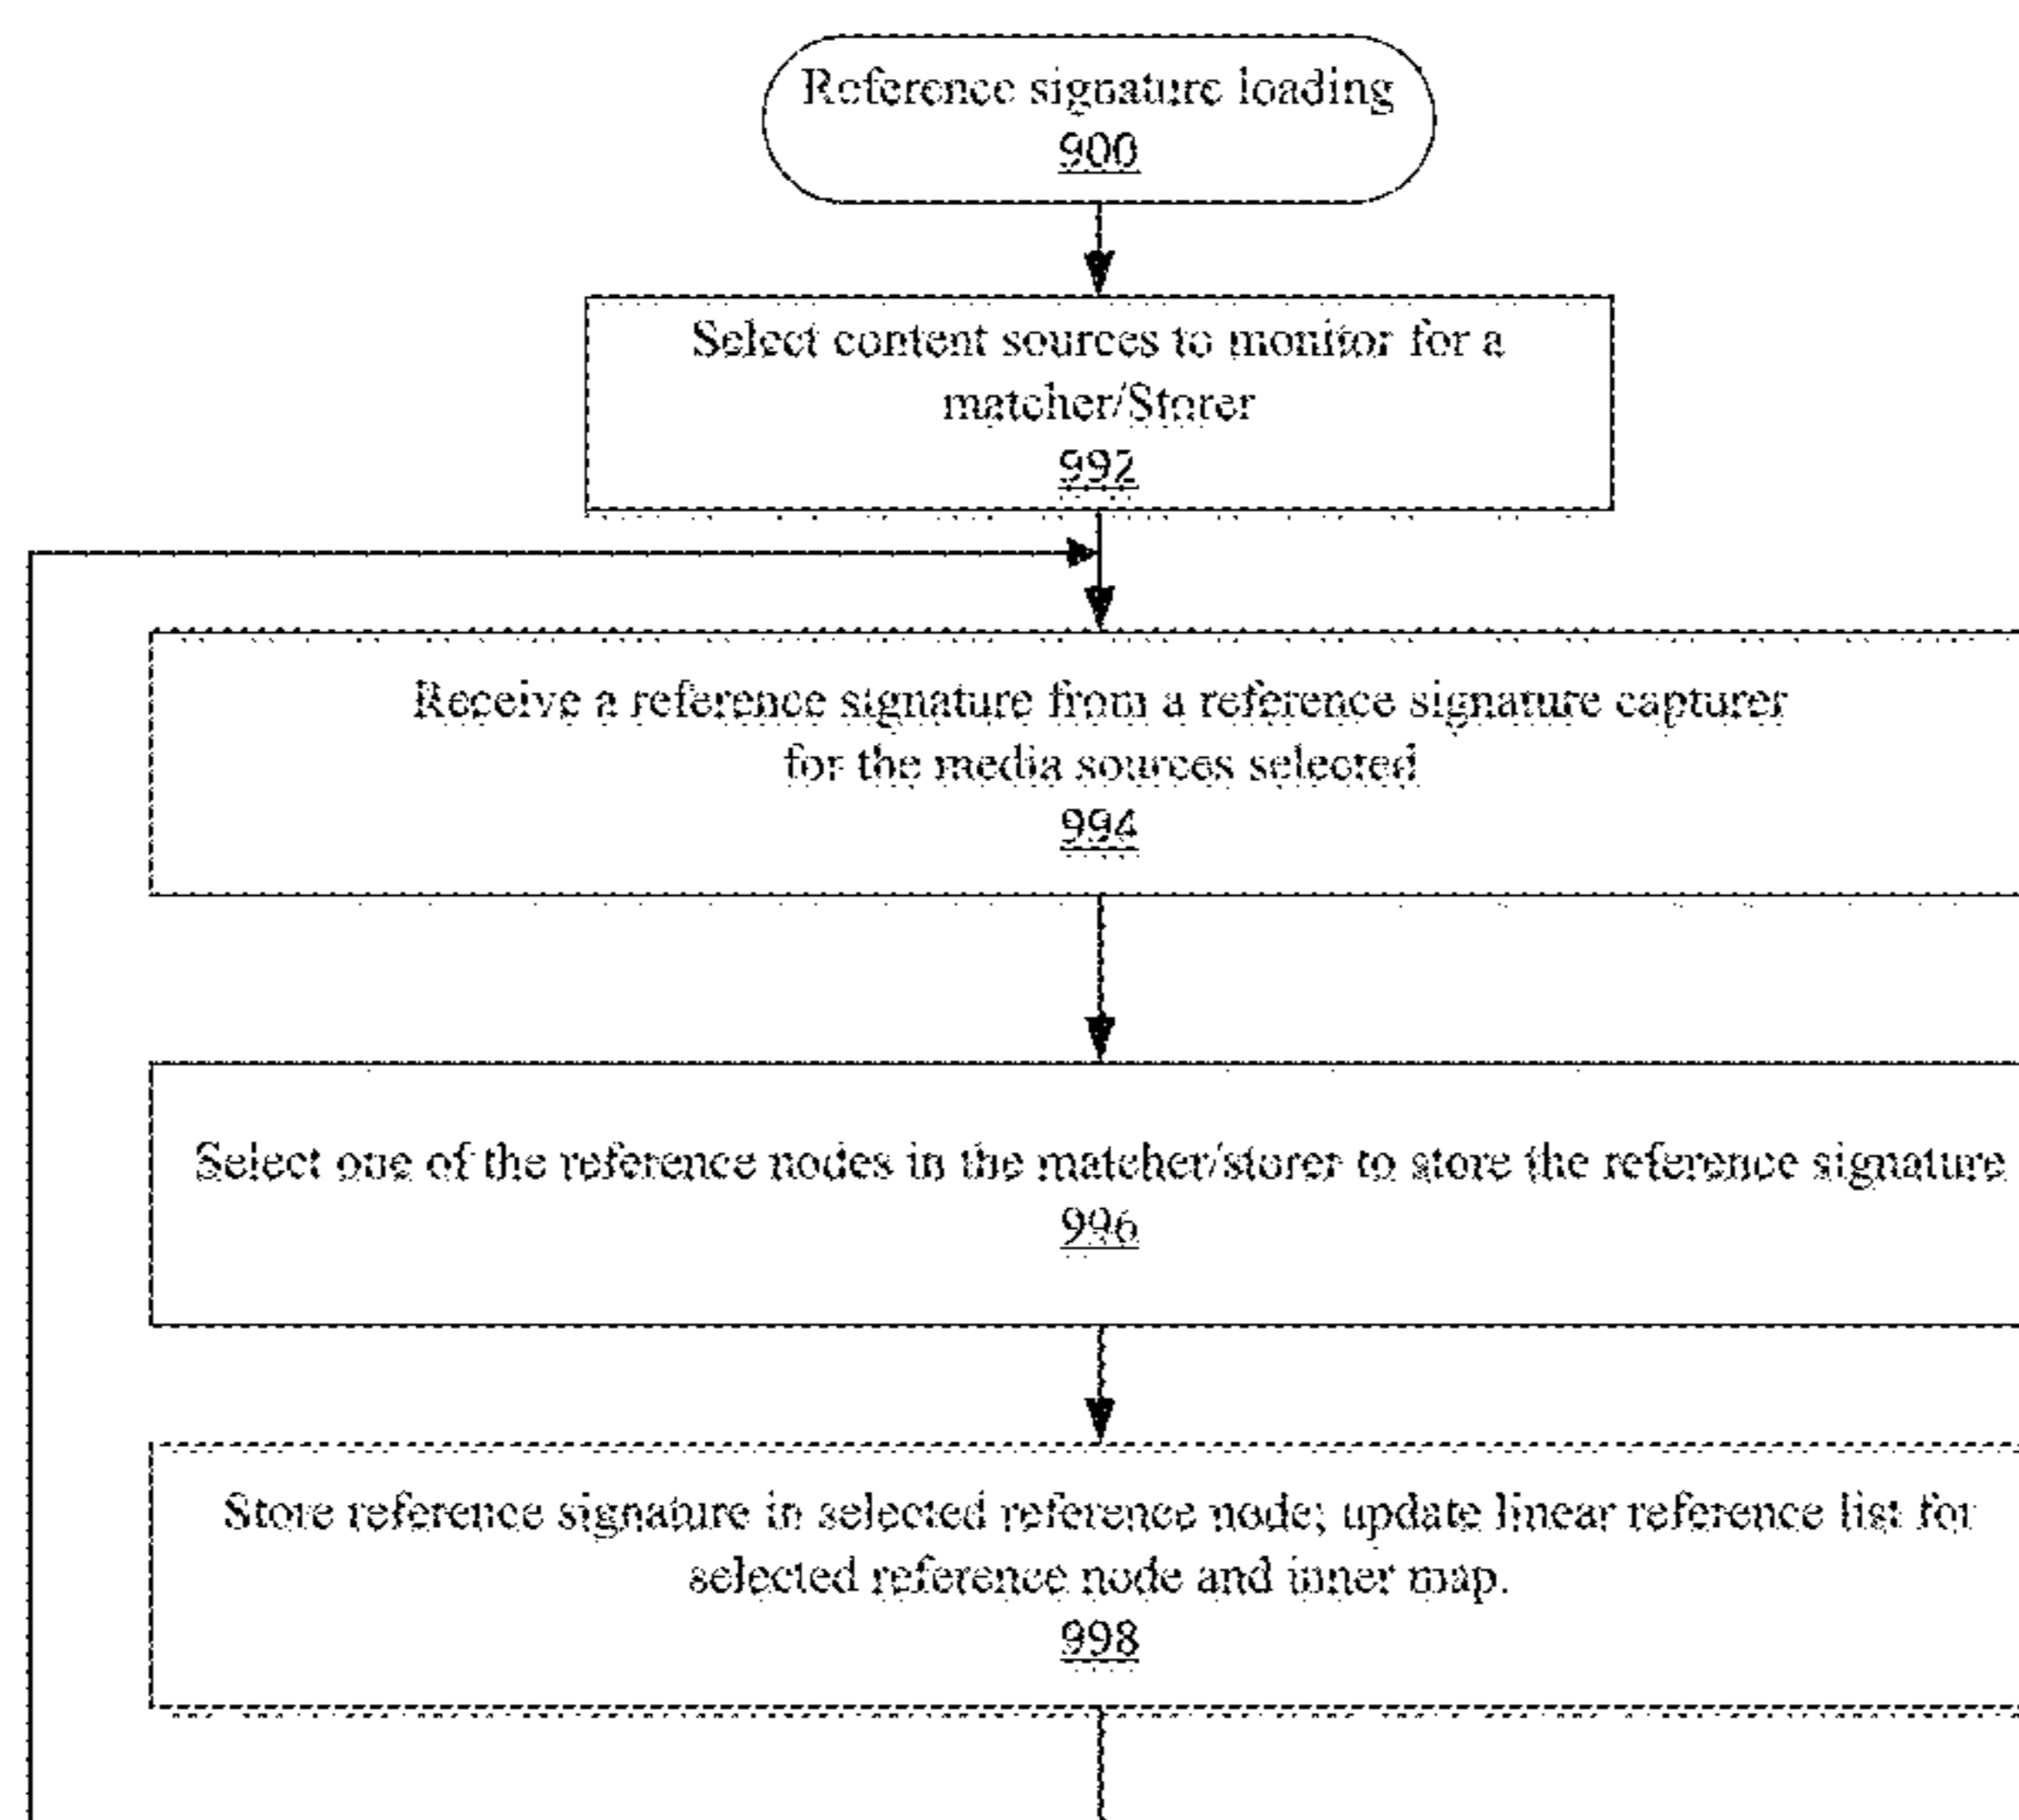 Reference signature loading
900
Select content sources to monitor for a
matcher/Storer
992
Receive a reference signature from a reference signature capturer
for the media sources selected
994
Select one of the reference nodes in the matcher/storer to store the reference signature
996
Store reference signature in selected reference node; update linear reference list for
selected reference node and inner map.
998